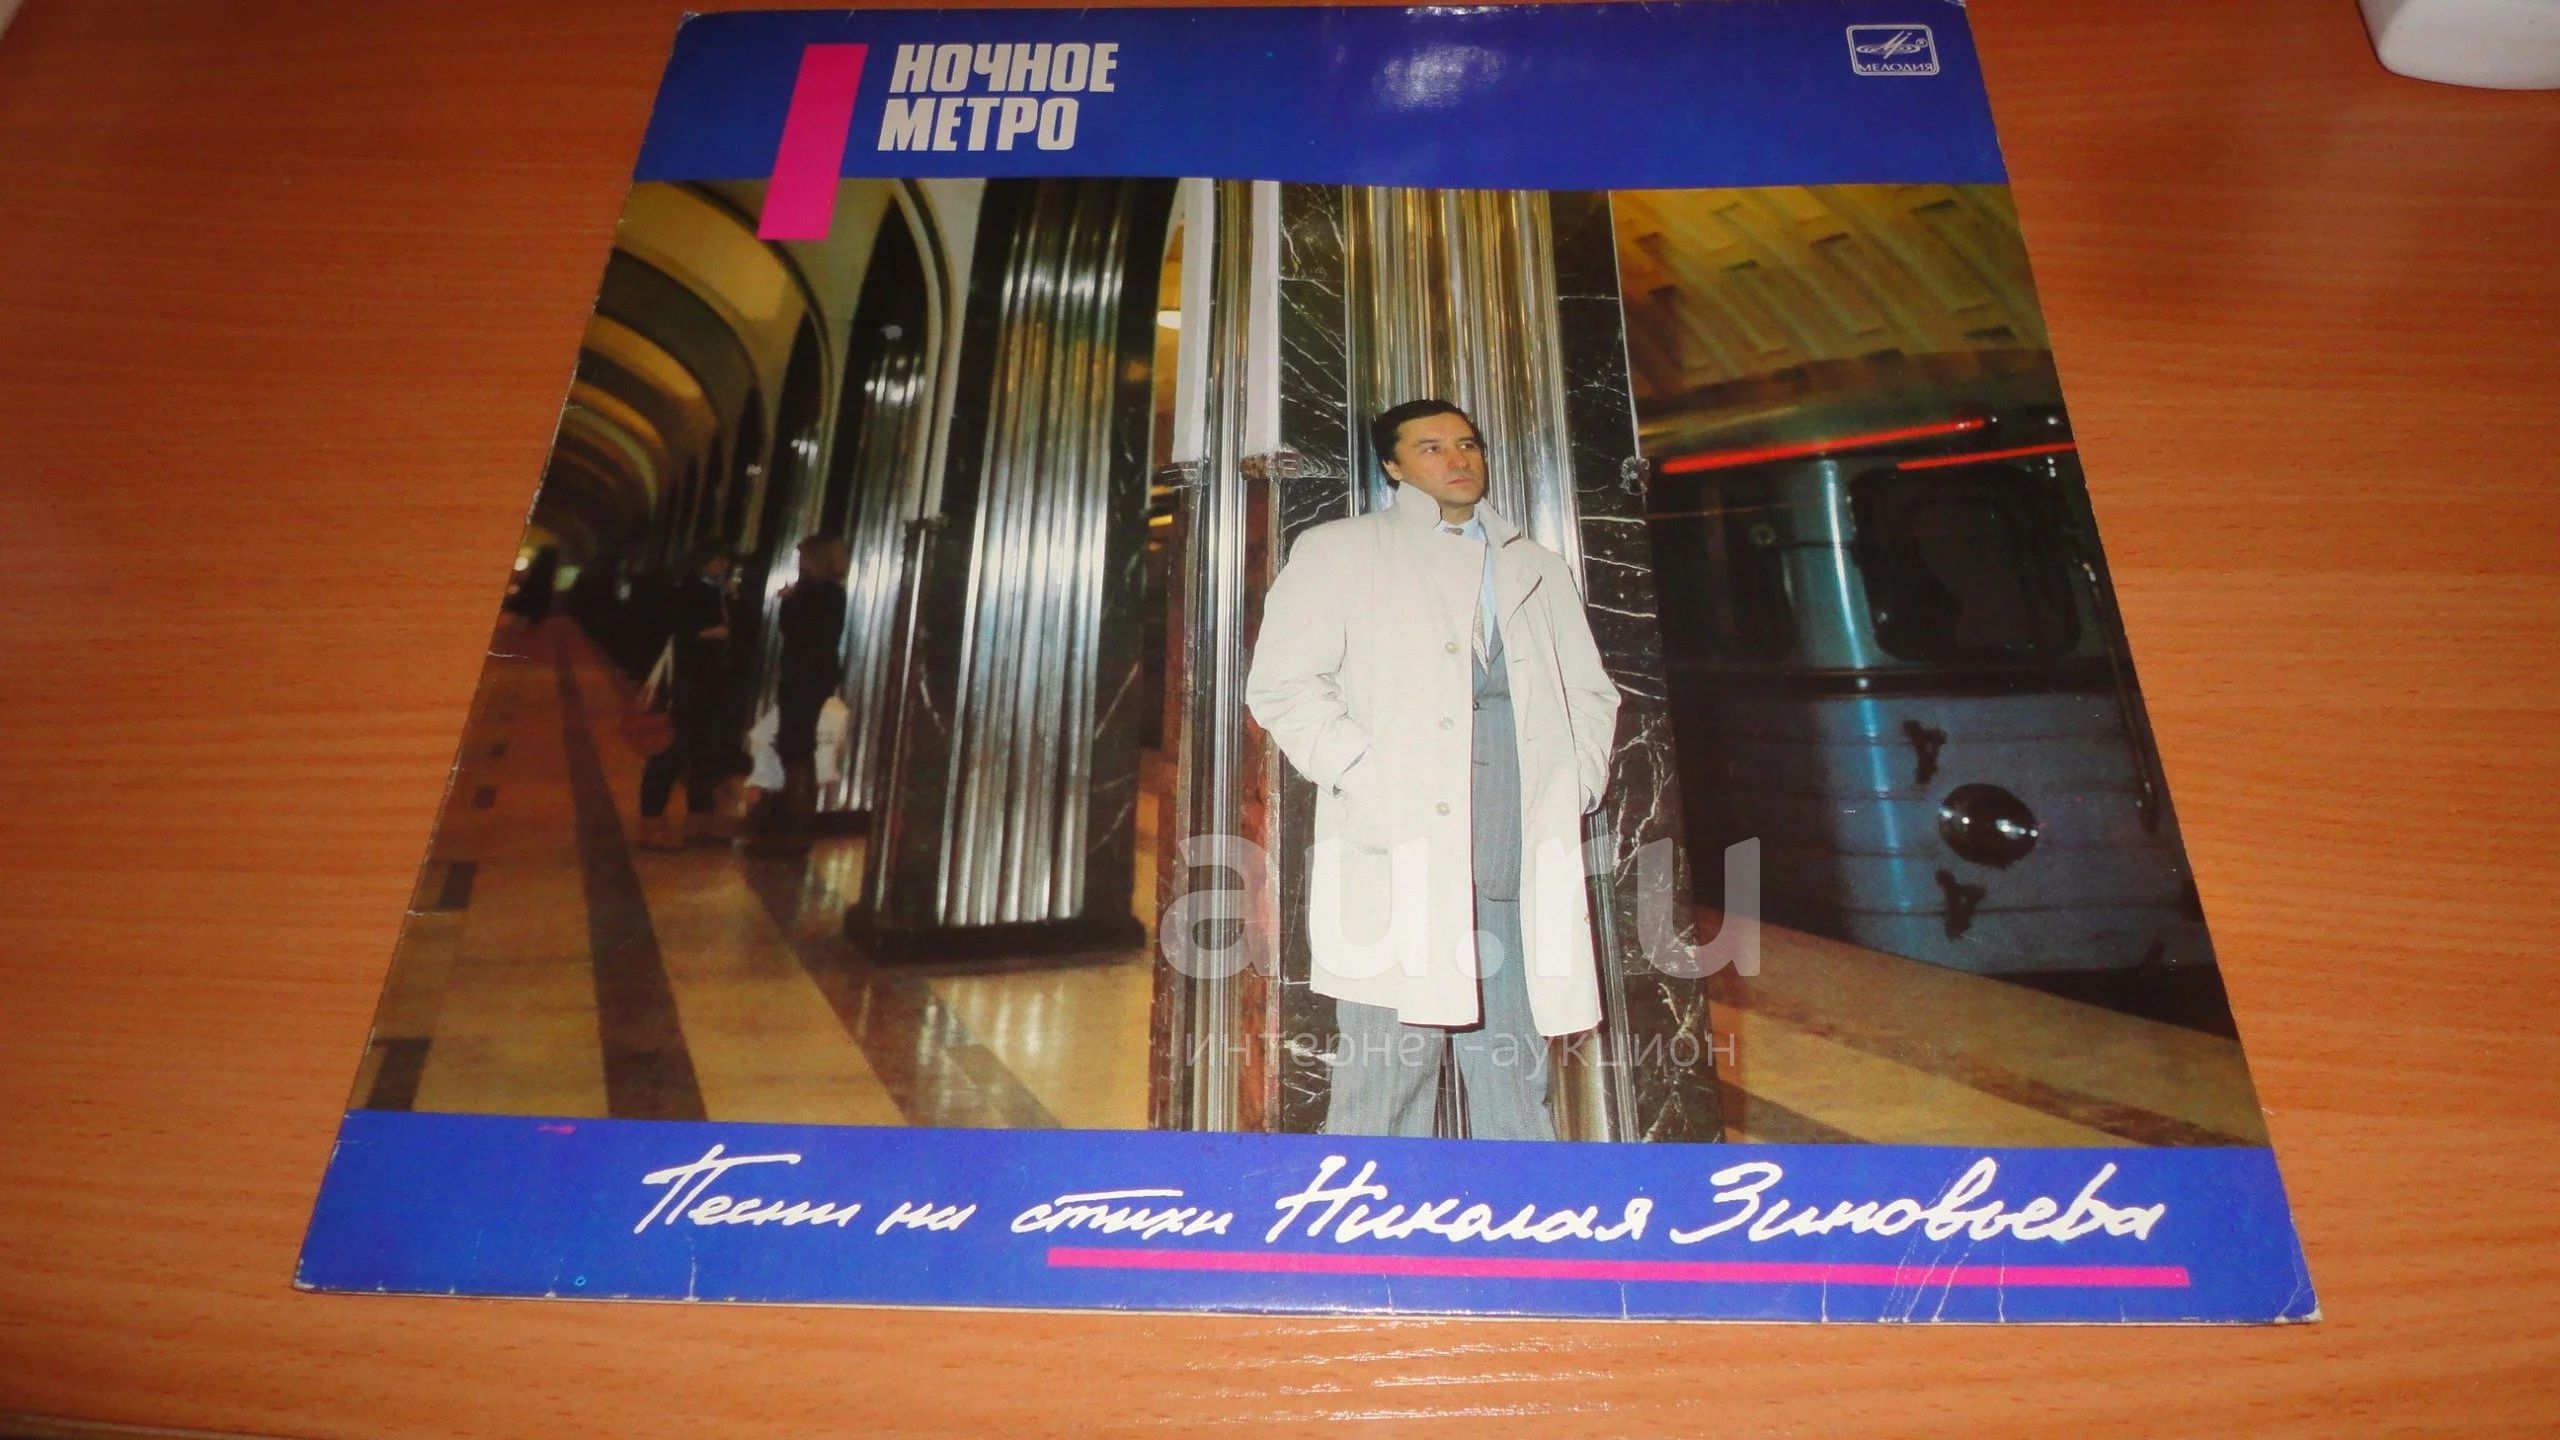 НОЧНОЕ
МЕТРО
МЕЛОДИЯ
au.ru
интернет-аукцион
Песни на стихи Николая Зиновьева